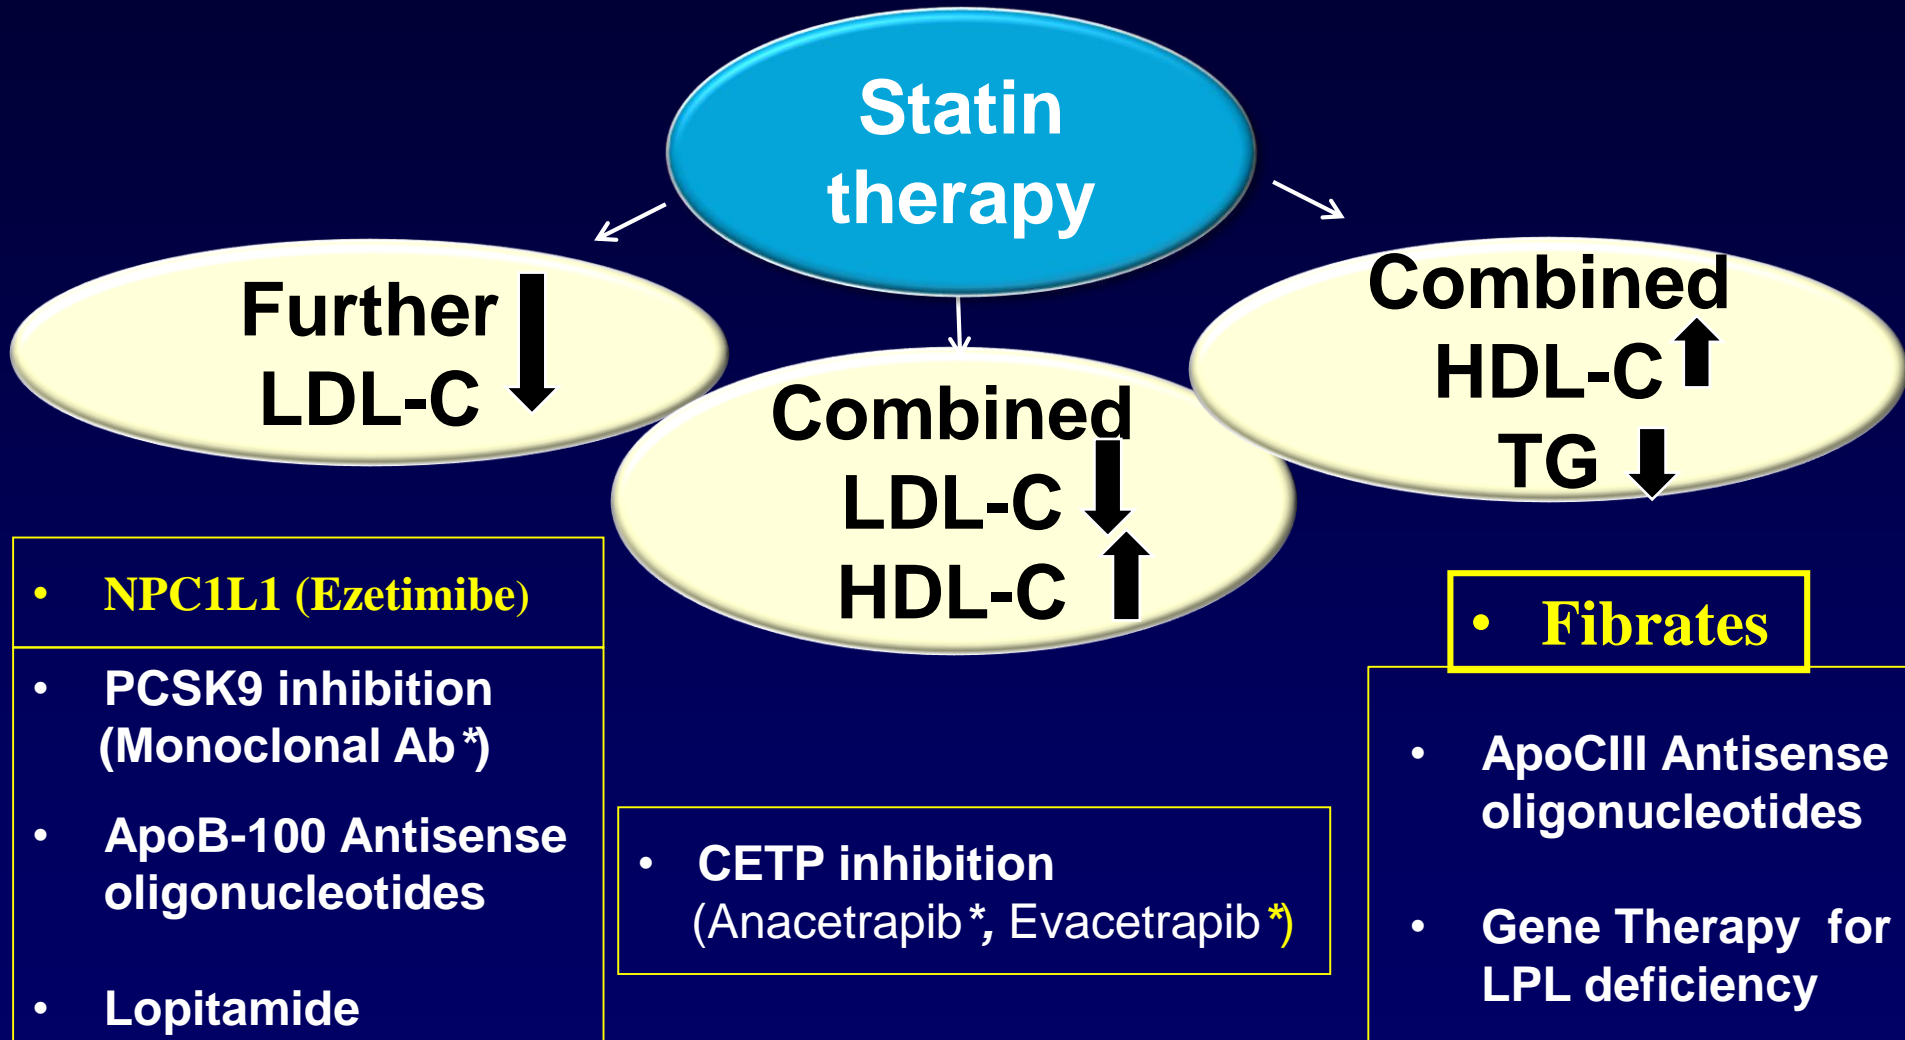 Statin
therapy
Further
LDL-C
Combined
LDL-C
HDL-C
Combined
HDL-C
TG
• NPC1L1 (Ezetimibe)
• PCSK9 inhibition
(Monoclonal Ab*)
• ApoB-100 Antisense
oligonucleotides
• Lopitamide
• CETP inhibition
(Anacetrapib*, Evacetrapib*)
• Fibrates
• ApoCIII Antisense
oligonucleotides
• Gene Therapy for
LPL deficiency